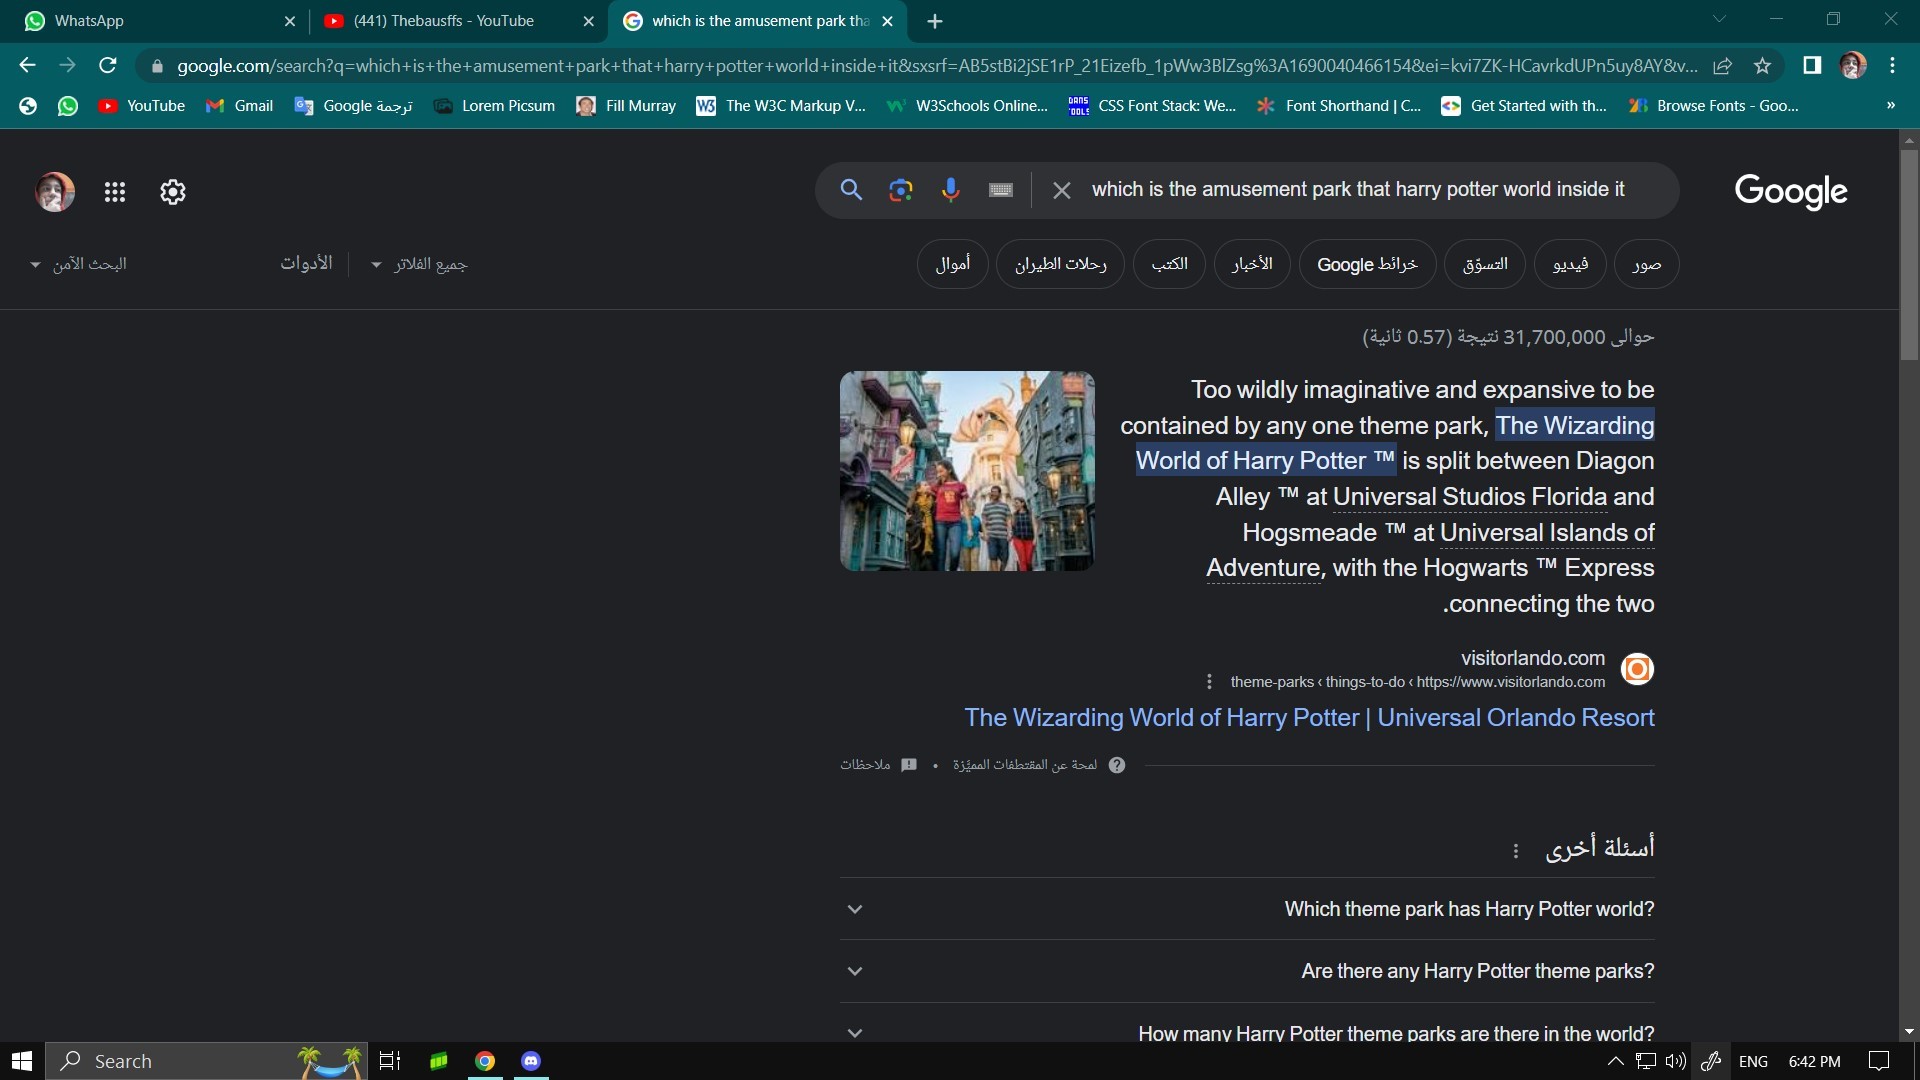 WhatsApp
(441) Thebausffs - YouTube
which is the amusement park tha
google.com/search?q=which+is+the+amusement+park+that+harry+potter+world+inside+it&sxsrf=AB5stBi2jSE1rP_21Eizefb_1pWw3BlZsg%3A1690040466154&ei=kvi7ZK-HCavrkdUPn5uy8AY&v...
YouTube
Gmail
ترجمة Google
Lorem Picsum
Fill Murray
The W3C Markup V...
W3Schools Online...
CSS Font Stack: We...
Font Shorthand | C...
Get Started with th...
Browse Fonts - Goo...
which is the amusement park that harry potter world inside it
Google
صور
فيديو
التسوّق
خرائط Google
الأخبار
الكتب
رحلات الطيران
أموال
جميع الفلاتر
الأدوات
البحث الآمن
حوالى 31,700,000 نتيجة (0.57 ثانية)
Too wildly imaginative and expansive to be
contained by any one theme park, The Wizarding
World of Harry Potter ™ is split between Diagon
Alley ™ at Universal Studios Florida and
Hogsmeade ™ at Universal Islands of
Adventure, with the Hogwarts ™ Express
.connecting the two
visitorlando.com
theme-parks ‹ things-to-do ‹ https://www.visitorlando.com
The Wizarding World of Harry Potter | Universal Orlando Resort
لمحة عن المقتطفات المميَّزة • ملاحظات
أسئلة أخرى
Which theme park has Harry Potter world?
Are there any Harry Potter theme parks?
How many Harry Potter theme parks are there in the world?
Search
ENG
6:42 PM